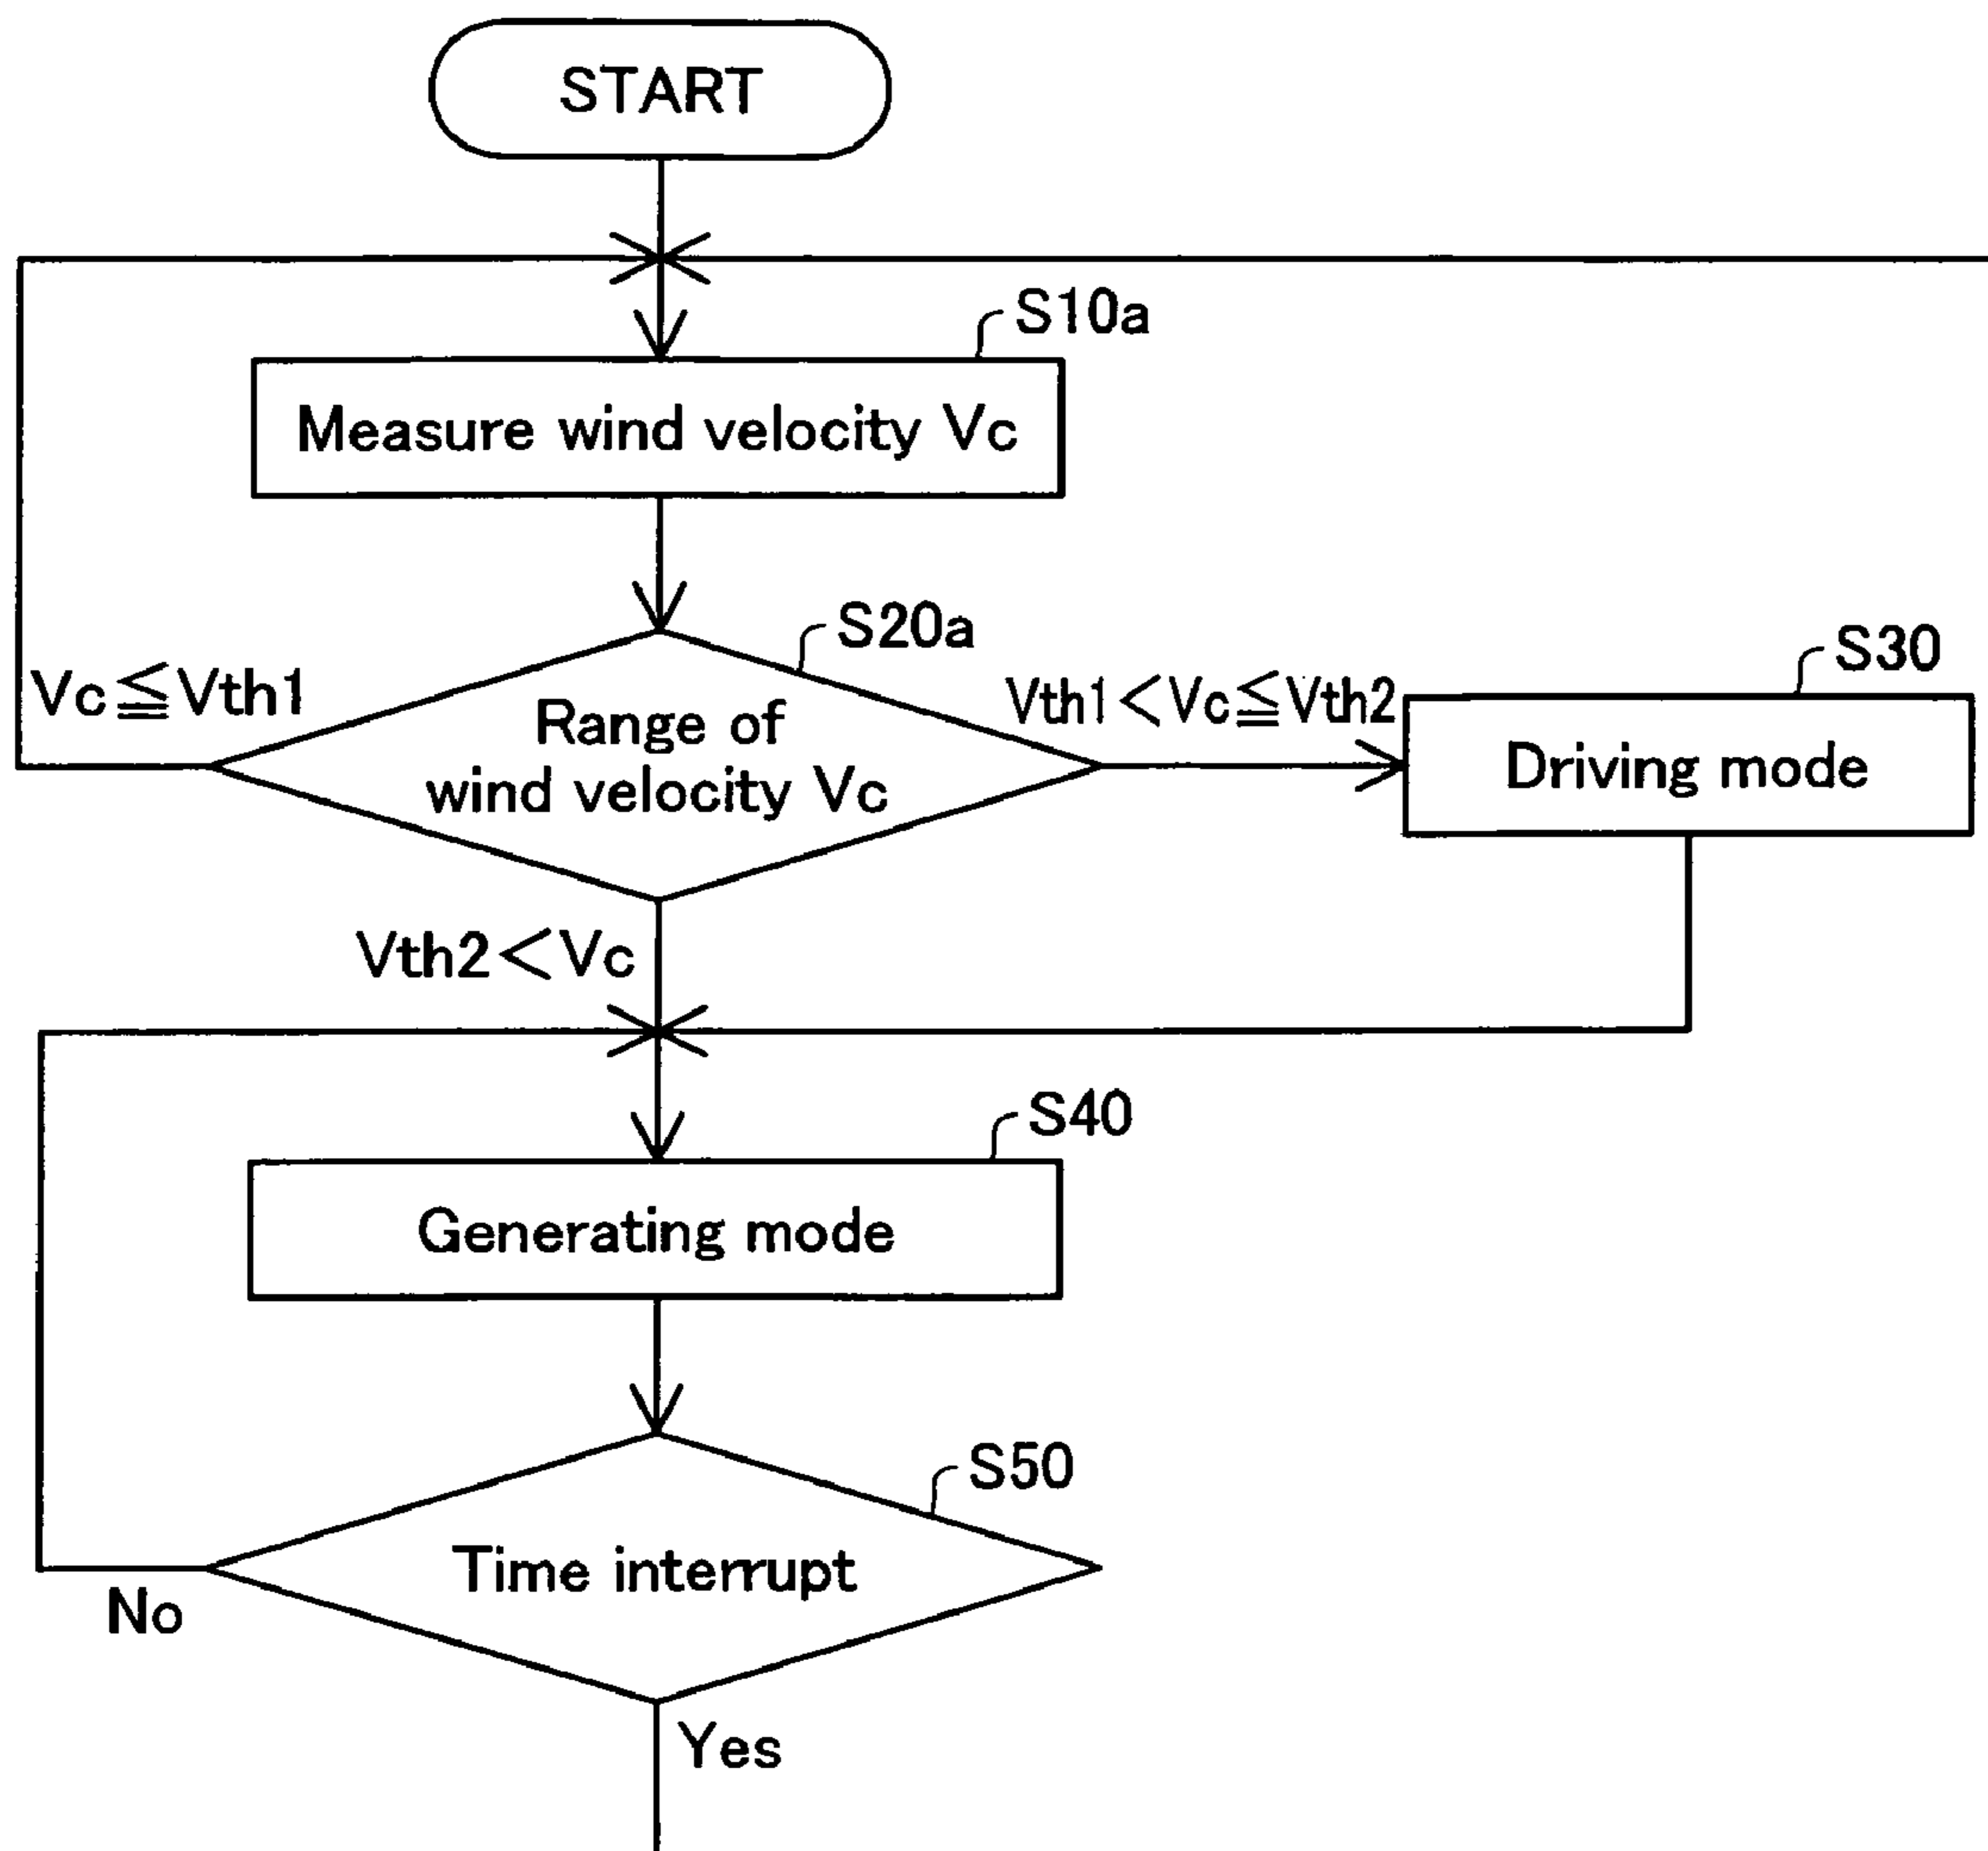 START
S10a
Measure wind velocity Vc
S20a
S30
Vc≦Vth1
Vth1<Vc≦Vth2
Range of
wind velocity Vc
Driving mode
Vth2<Vc
S40
Generating mode
S50
Time interrupt
No
Yes